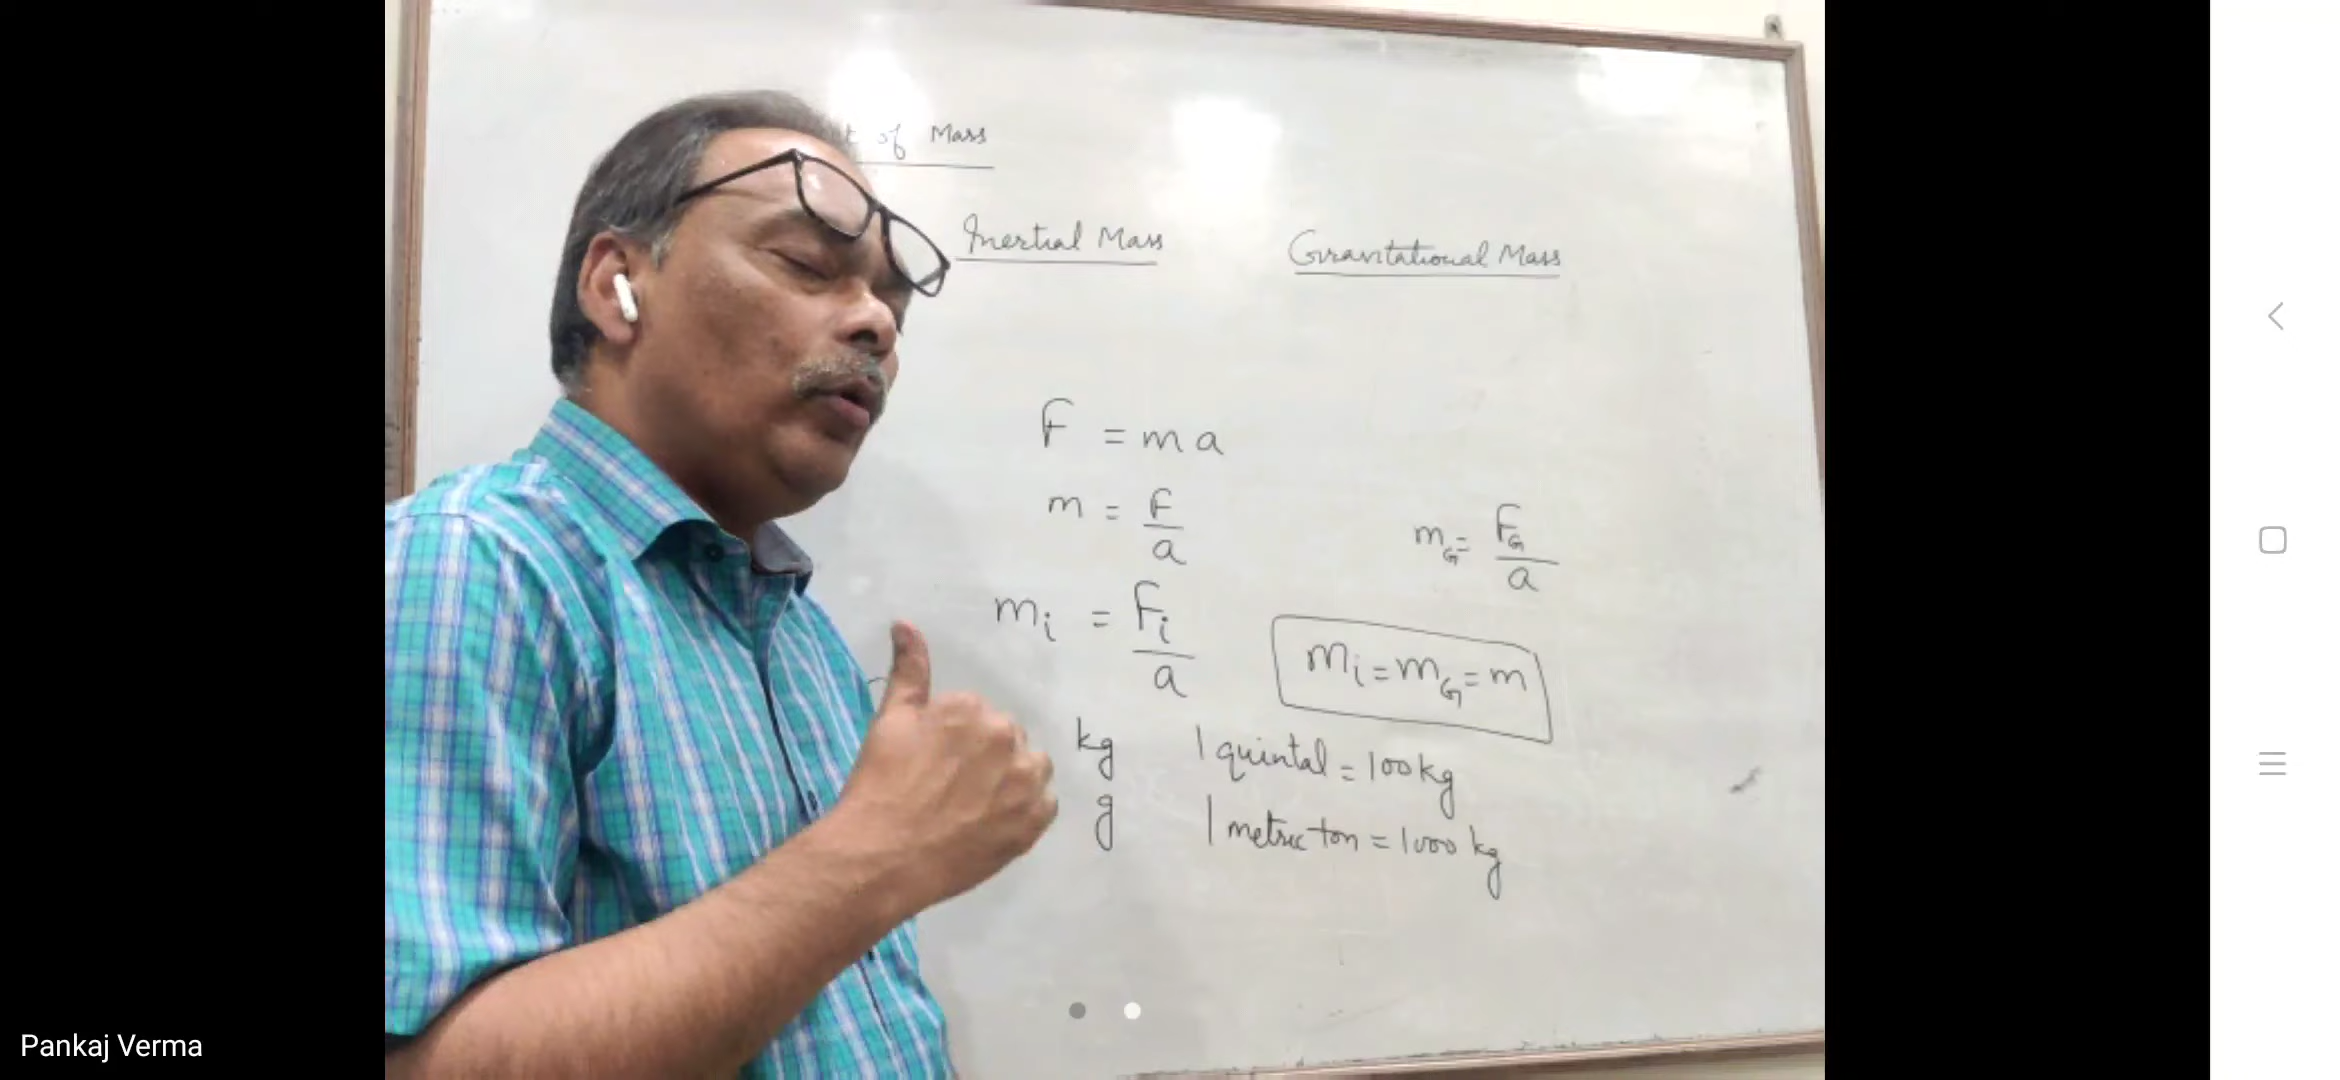 of Mass
Inertial Mass
Gravitational Mass
F = ma
m = F/a
m_G = F_G/a
m_i = F_i/a
m_i = m_G = m
kg
1 quintal = 100 kg
g
1 metric ton = 1000 kg
Pankaj Verma